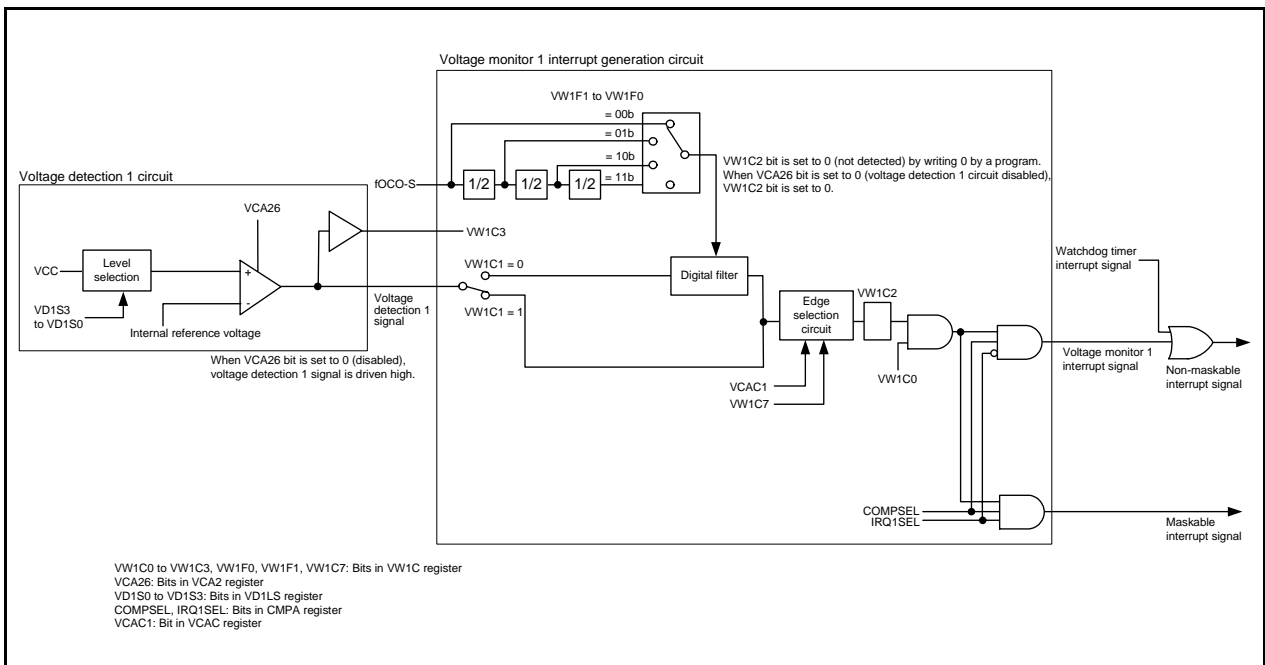 Voltage monitor 1 interrupt generation circuit
VW1F1 to VW1F0
= 00b
= 01b
= 10b
= 11b
fOCO-S
1/2
1/2
1/2
VW1C2 bit is set to 0 (not detected) by writing 0 by a program.
When VCA26 bit is set to 0 (voltage detection 1 circuit disabled),
VW1C2 bit is set to 0.
Voltage detection 1 circuit
VCA26
VW1C3
VCC
Level
selection
+
-
VD1S3
to VD1S0
Internal reference voltage
When VCA26 bit is set to 0 (disabled),
voltage detection 1 signal is driven high.
Voltage
detection 1
signal
VW1C1 = 0
VW1C1 = 1
Digital filter
Edge
selection
circuit
VW1C2
VCAC1
VW1C7
VW1C0
Watchdog timer
interrupt signal
Voltage monitor 1
interrupt signal
Non-maskable
interrupt signal
COMPSEL
IRQ1SEL
Maskable
interrupt signal
VW1C0 to VW1C3, VW1F0, VW1F1, VW1C7: Bits in VW1C register
VCA26: Bits in VCA2 register
VD1S0 to VD1S3: Bits in VD1LS register
COMPSEL, IRQ1SEL: Bits in CMPA register
VCAC1: Bit in VCAC register